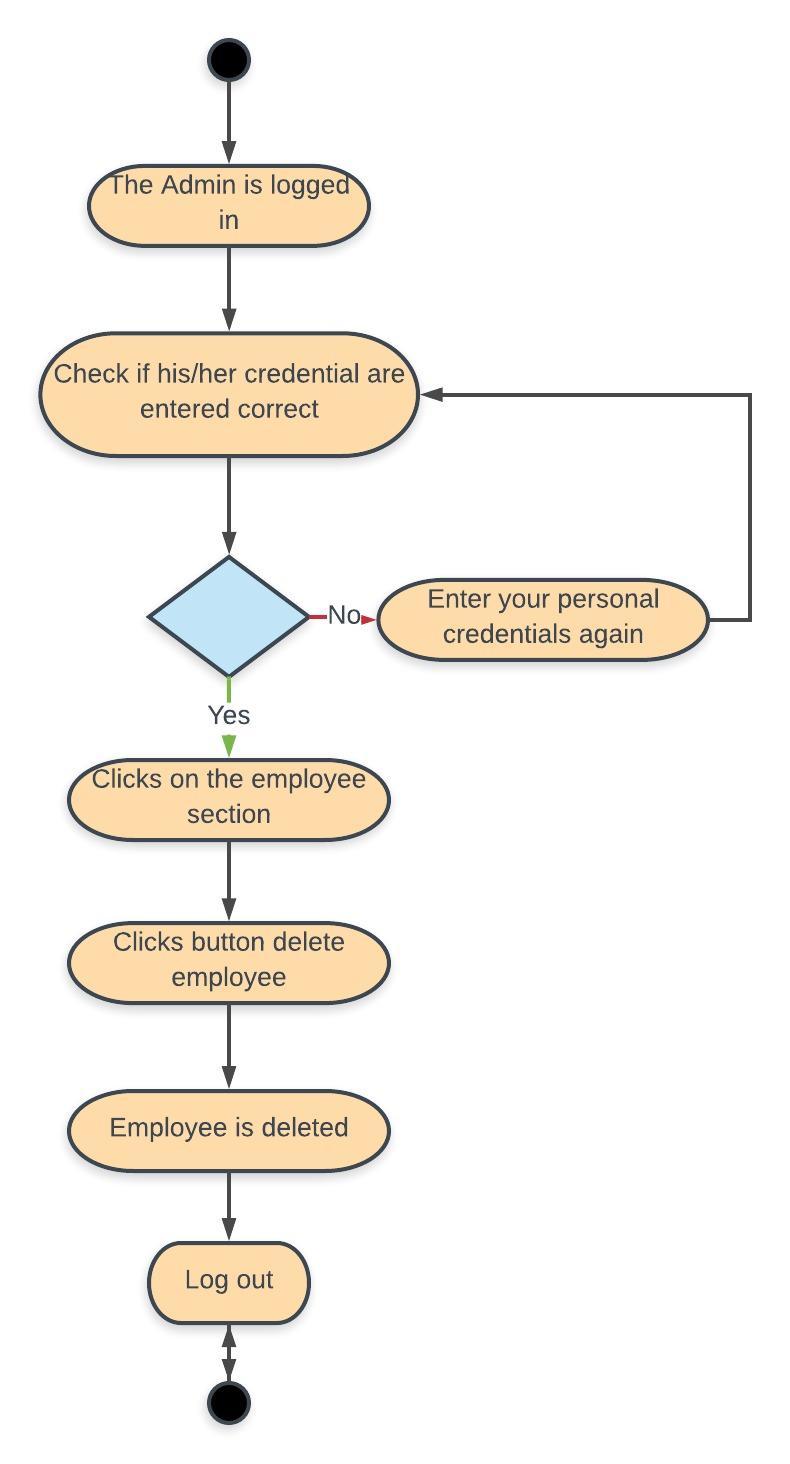 The Admin is logged
in
Check if his/her credential are
entered correct
No
Enter your personal
credentials again
Yes
Clicks on the employee
section
Clicks button delete
employee
Employee is deleted
Log out